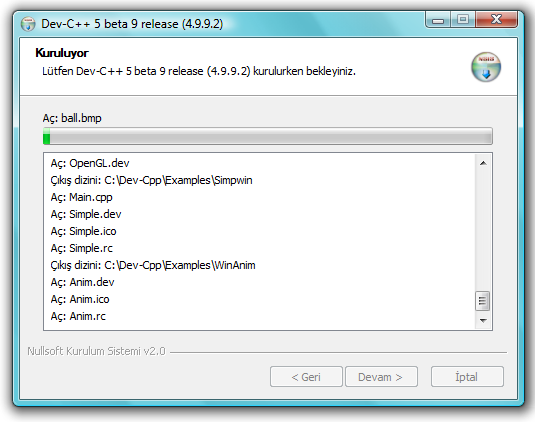 Dev-C++ 5 beta 9 release (4.9.9.2)
Kuruluyor
Lütfen Dev-C++ 5 beta 9 release (4.9.9.2) kurulurken bekleyiniz.
Aç: ball.bmp
Aç: OpenGL.dev
Çıkış dizini: C:\Dev-Cpp\Examples\Simpwin
Aç: Main.cpp
Aç: Simple.dev
Aç: Simple.ico
Aç: Simple.rc
Çıkış dizini: C:\Dev-Cpp\Examples\WinAnim
Aç: Anim.dev
Aç: Anim.ico
Aç: Anim.rc
Nullsoft Kurulum Sistemi v2.0
< Geri
Devam >
İptal